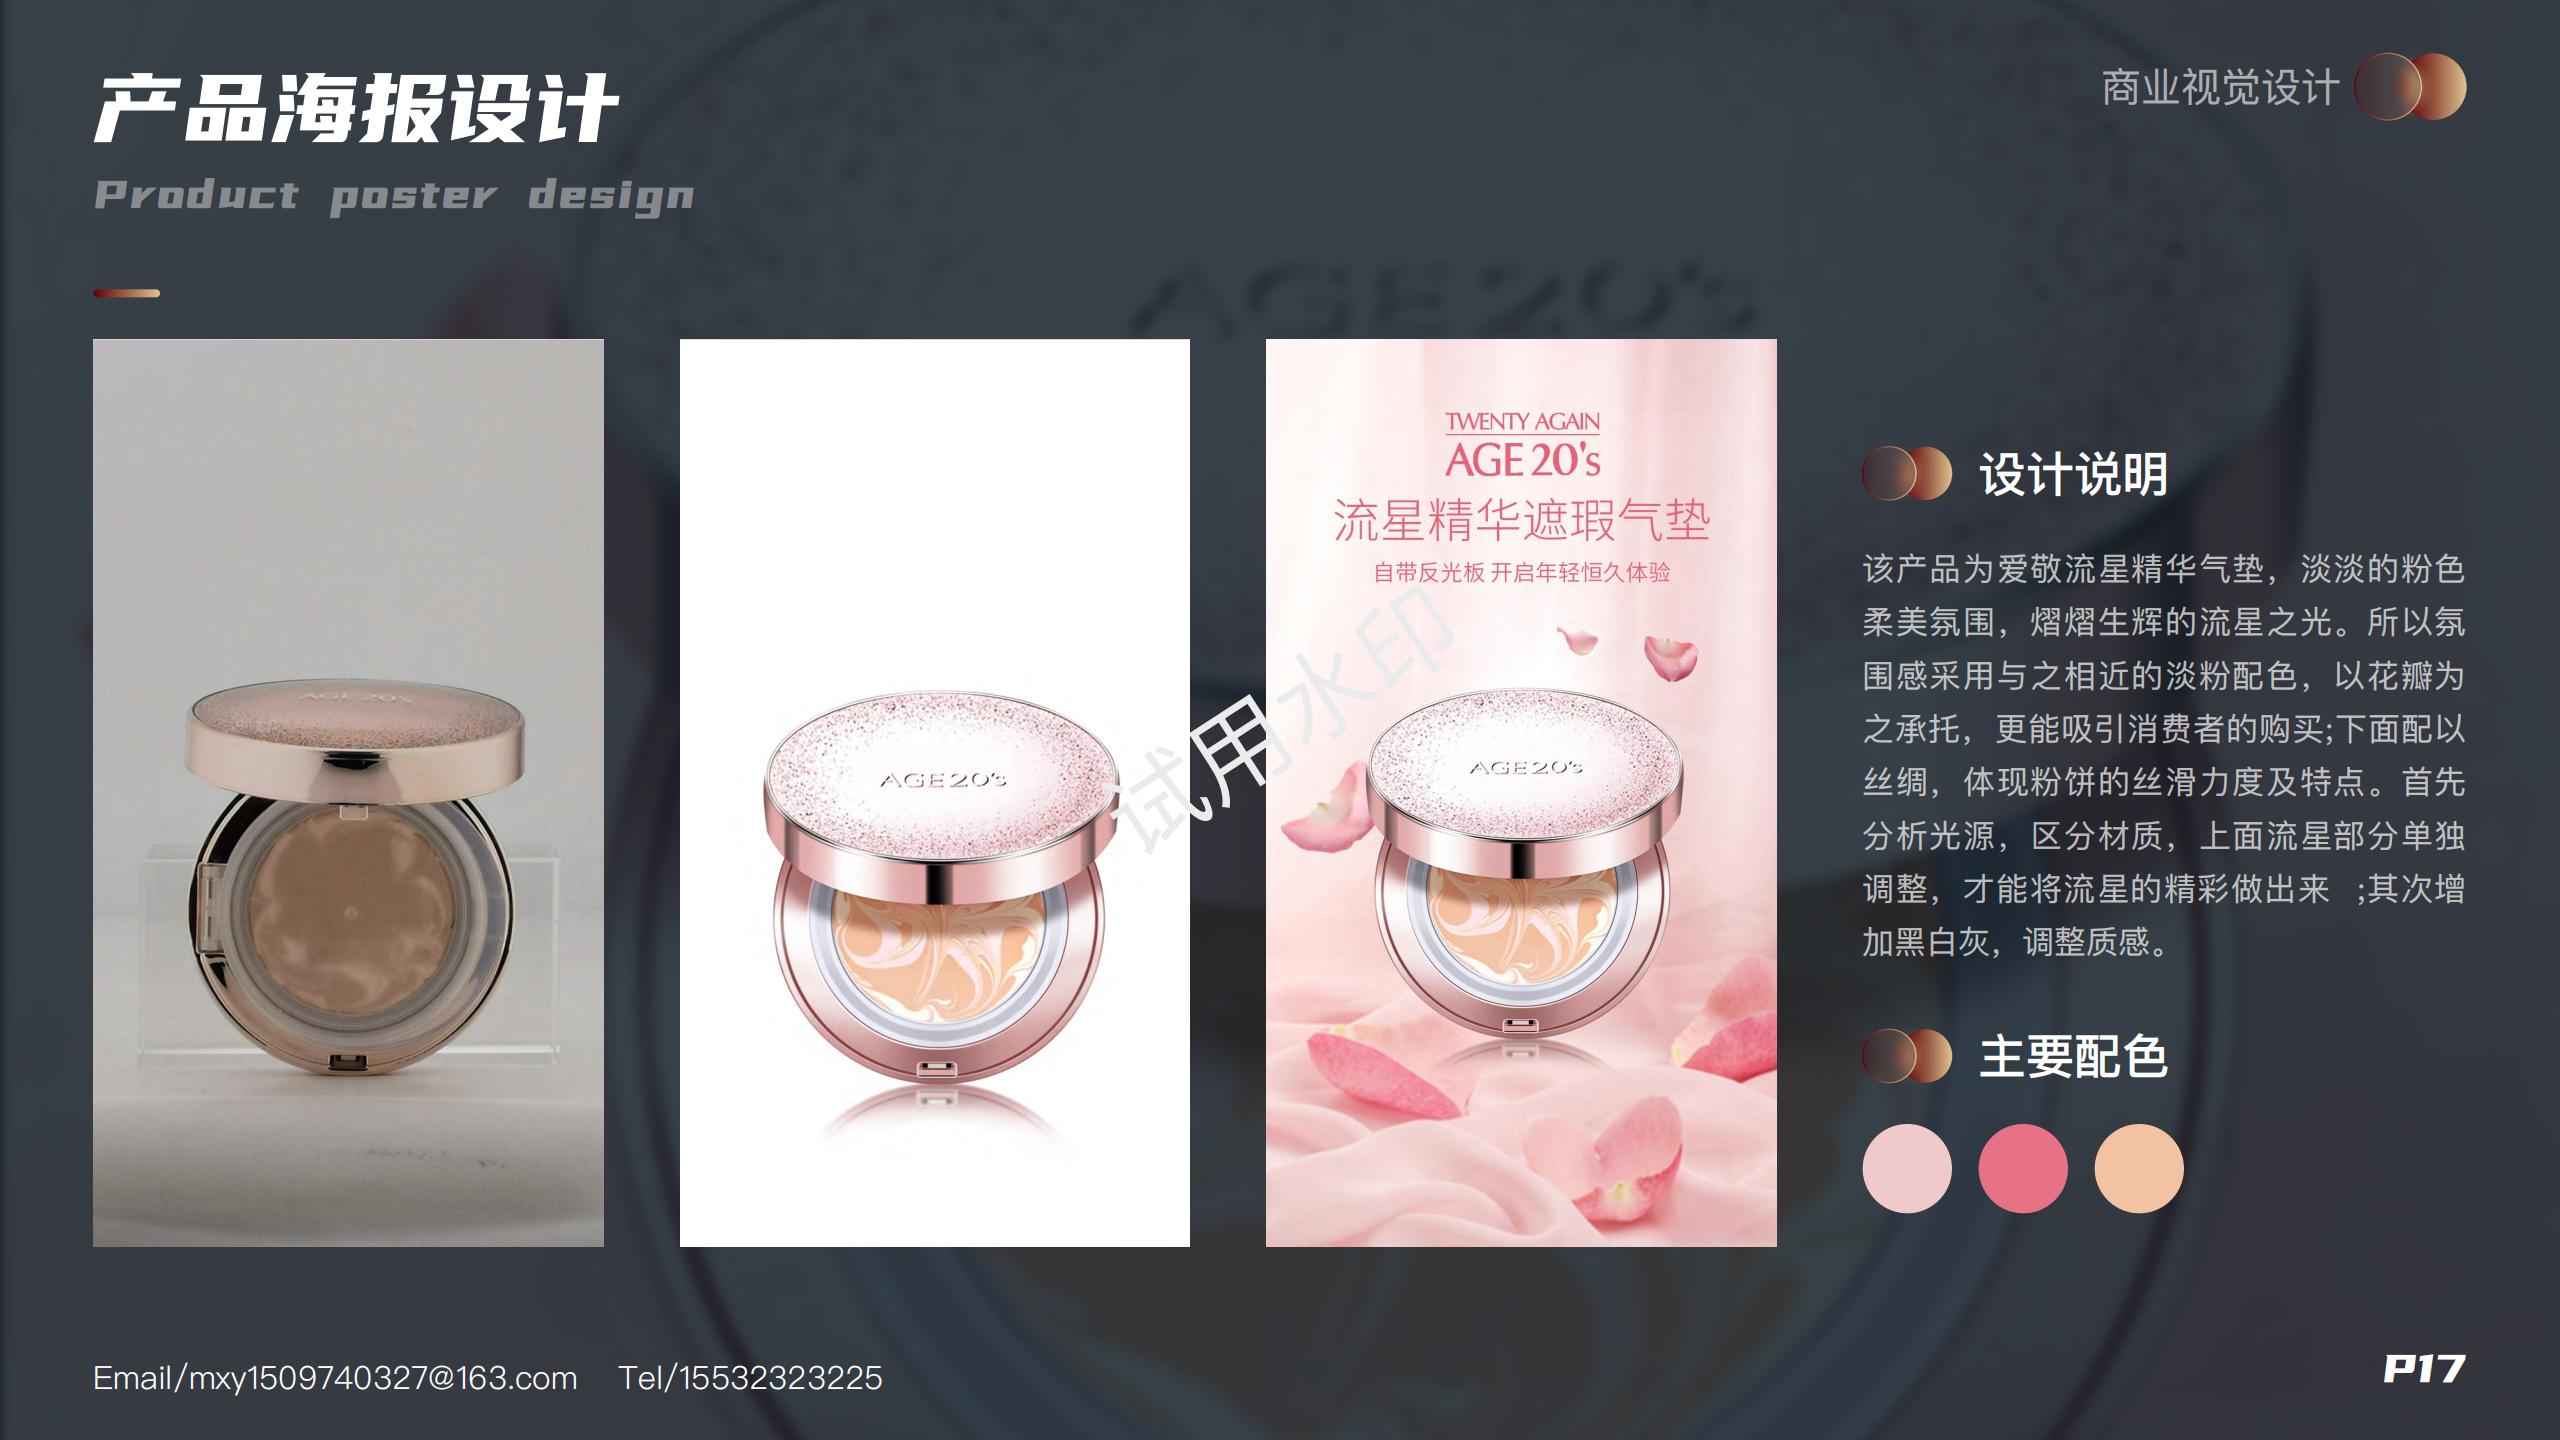 产品海报设计
Product poster design
商业视觉设计
AGE20's
AGE20's
AGE20's
TWENTY AGAIN
AGE 20's
流星精华遮瑕气垫
自带反光板 开启年轻恒久体验
AGE20's
试用水印
设计说明
该产品为爱敬流星精华气垫，淡淡的粉色
柔美氛围，熠熠生辉的流星之光。所以氛
围感采用与之相近的淡粉配色，以花瓣为
之承托，更能吸引消费者的购买;下面配以
丝绸，体现粉饼的丝滑力度及特点。首先
分析光源，区分材质，上面流星部分单独
调整，才能将流星的精彩做出来 ;其次增
加黑白灰，调整质感。
主要配色
Email/mxy1509740327@163.com Tel/15532323225
P17